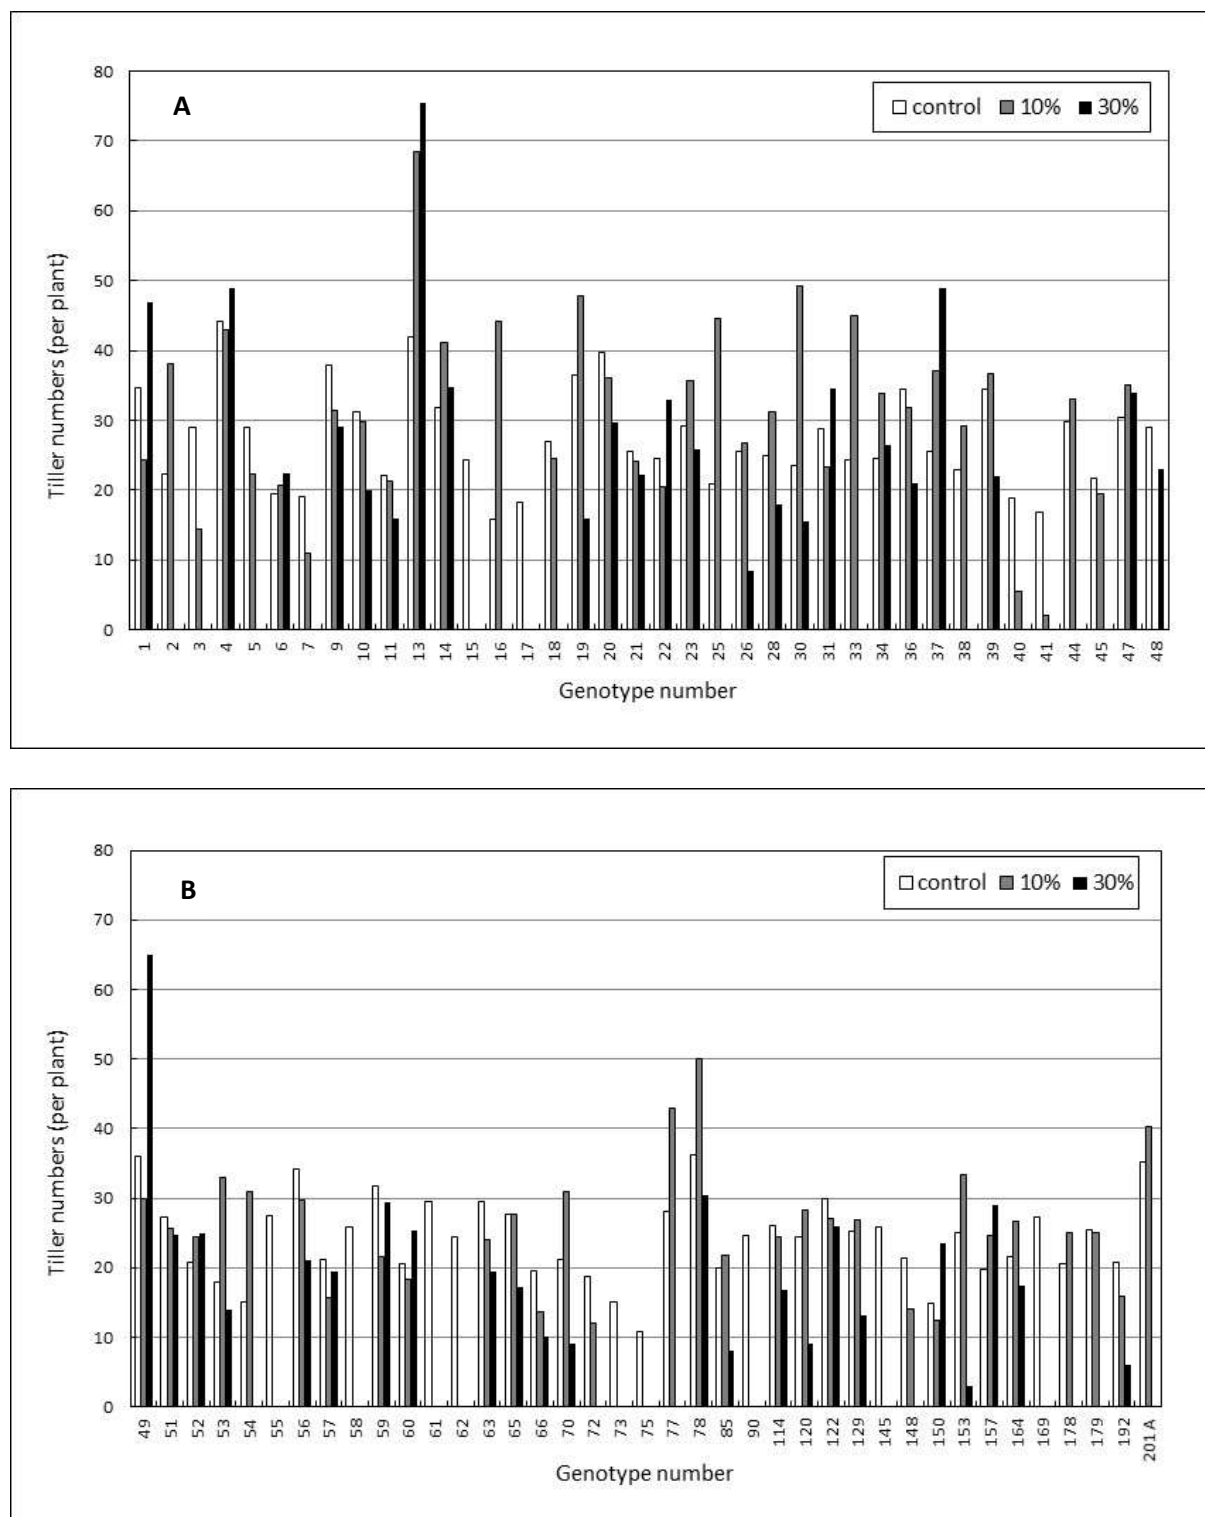 A
control 10% 30%
Tiller numbers (per plant)
80
70
60
50
40
30
20
10
0
1 2 3 4 5 6 7 9 10 11 13 14 15 16 17 18 19 20 21 22 23 25 26 28 30 31 33 34 36 37 38 39 40 41 44 45 47 48
Genotype number
B
control 10% 30%
Tiller numbers (per plant)
80
70
60
50
40
30
20
10
0
49 51 52 53 54 55 56 57 58 59 60 61 62 63 65 66 70 72 73 75 77 78 85 90 114 120 122 129 145 148 150 153 157 164 169 178 179 192 201 A
Genotype number